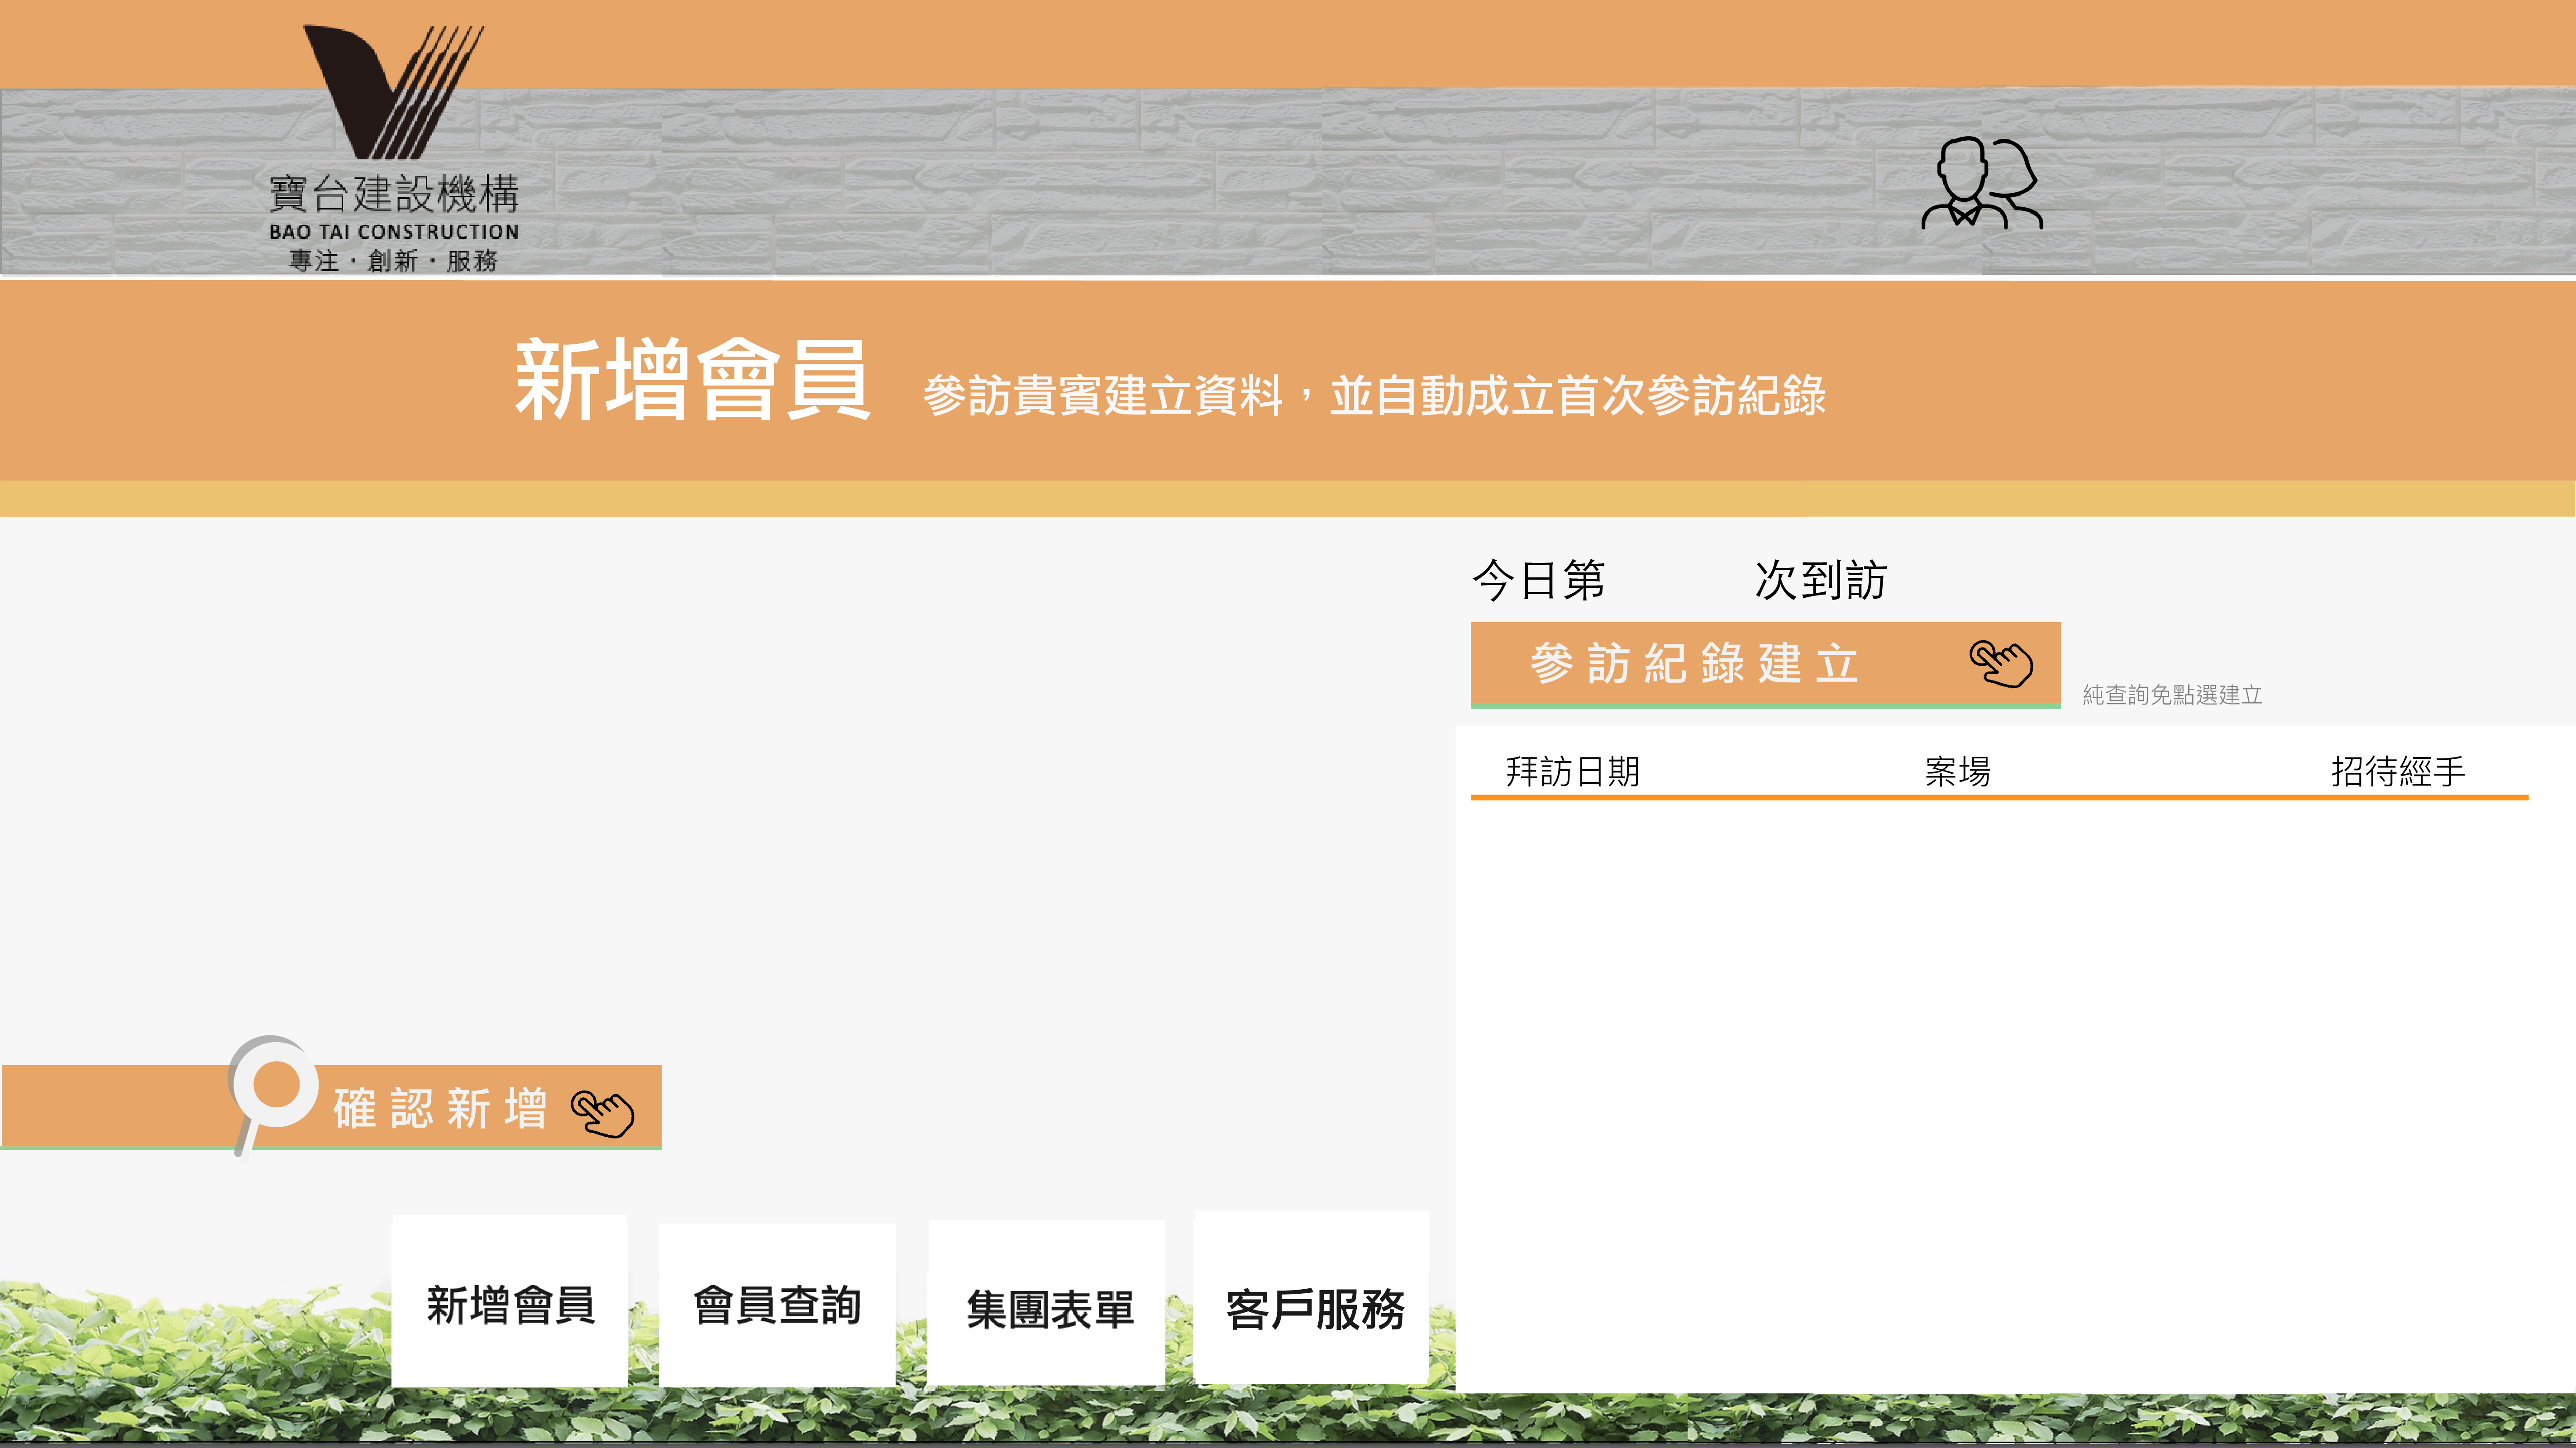 寶台建設機構
BAO TAI CONSTRUCTION
專注・創新・服務
新增會員 參訪貴賓建立資料，並自動成立首次參訪紀錄
今日第 次到訪
參訪紀錄建立
純查詢免點選建立
拜訪日期 案場 招待經手
確認新增
新增會員 會員查詢 集團表單 客戶服務